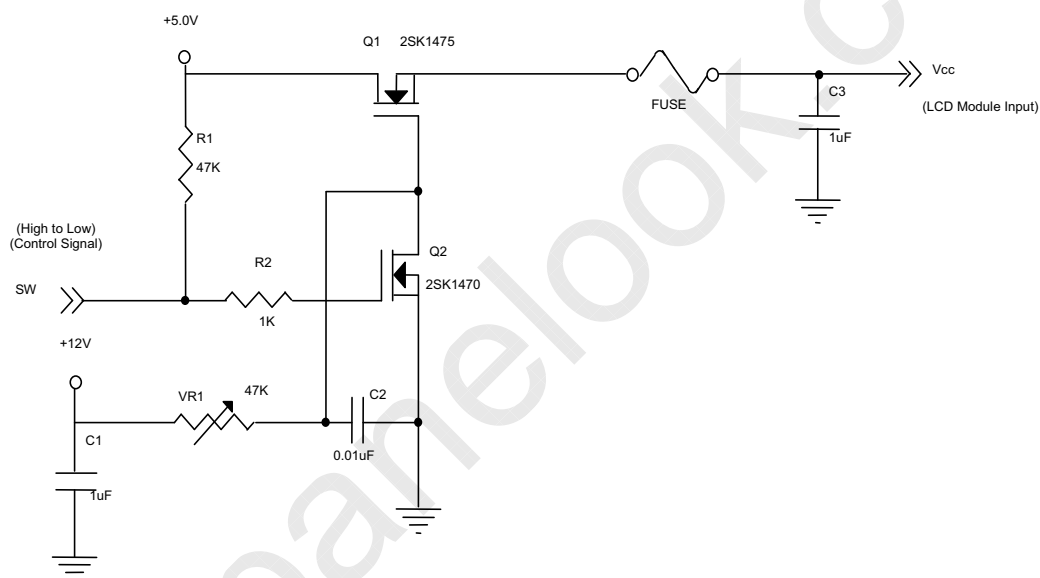 +5.0V
Q1 2SK1475
Vcc
FUSE
C3
(LCD Module Input)
1uF
R1
47K
(High to Low)
(Control Signal)
SW
R2
1K
Q2
2SK1470
+12V
VR1
47K
C2
0.01uF
C1
1uF
panelook.c